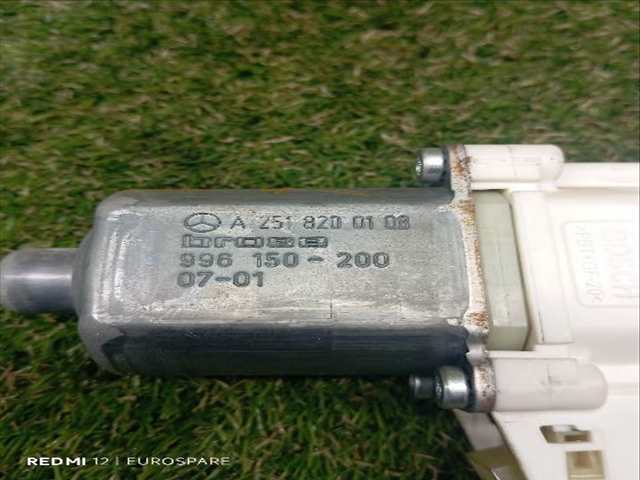 A 251 820 01 08
brose
996 150-200
07-01
REDMI 12 | EUROSPARE